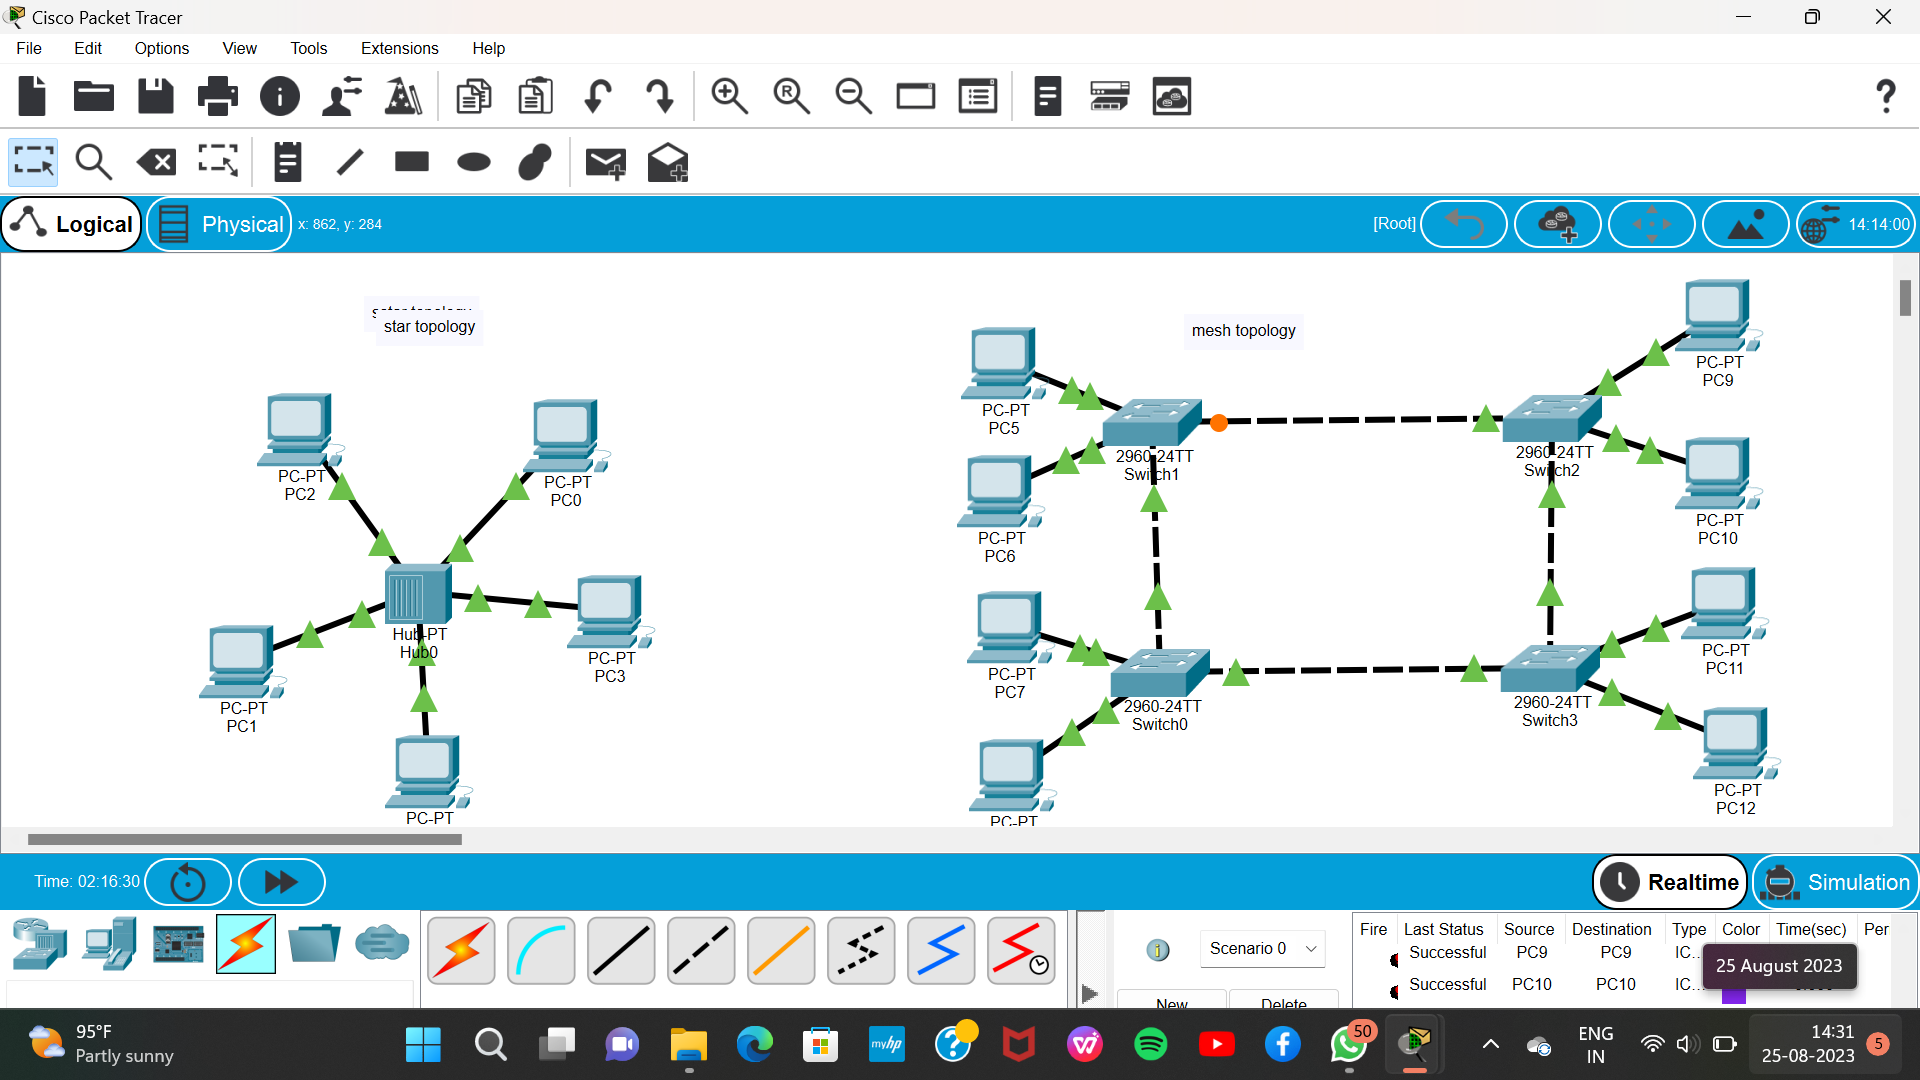 Cisco Packet Tracer
File Edit Options View Tools Extensions Help
Logical Physical x: 862, y: 284 [Root] 14:14:00
star topology
mesh topology
PC-PT
PC2
PC-PT
PC0
Hub-PT
Hub0
PC-PT
PC3
PC-PT
PC1
PC-PT
PC-PT
PC5
PC-PT
PC6
2960-24TT
Switch1
2960-24TT
Switch2
PC-PT
PC9
PC-PT
PC10
PC-PT
PC7
2960-24TT
Switch0
2960-24TT
Switch3
PC-PT
PC11
PC-PT
PC12
PC-PT
Time: 02:16:30 Realtime Simulation
Scenario 0
New Delete
Fire Last Status Source Destination Type Color Time(sec) Per
Successful PC9 PC9 IC...
Successful PC10 PC10 IC...
25 August 2023
95°F
Partly sunny
myhp
50
ENG
IN
14:31
25-08-2023
5